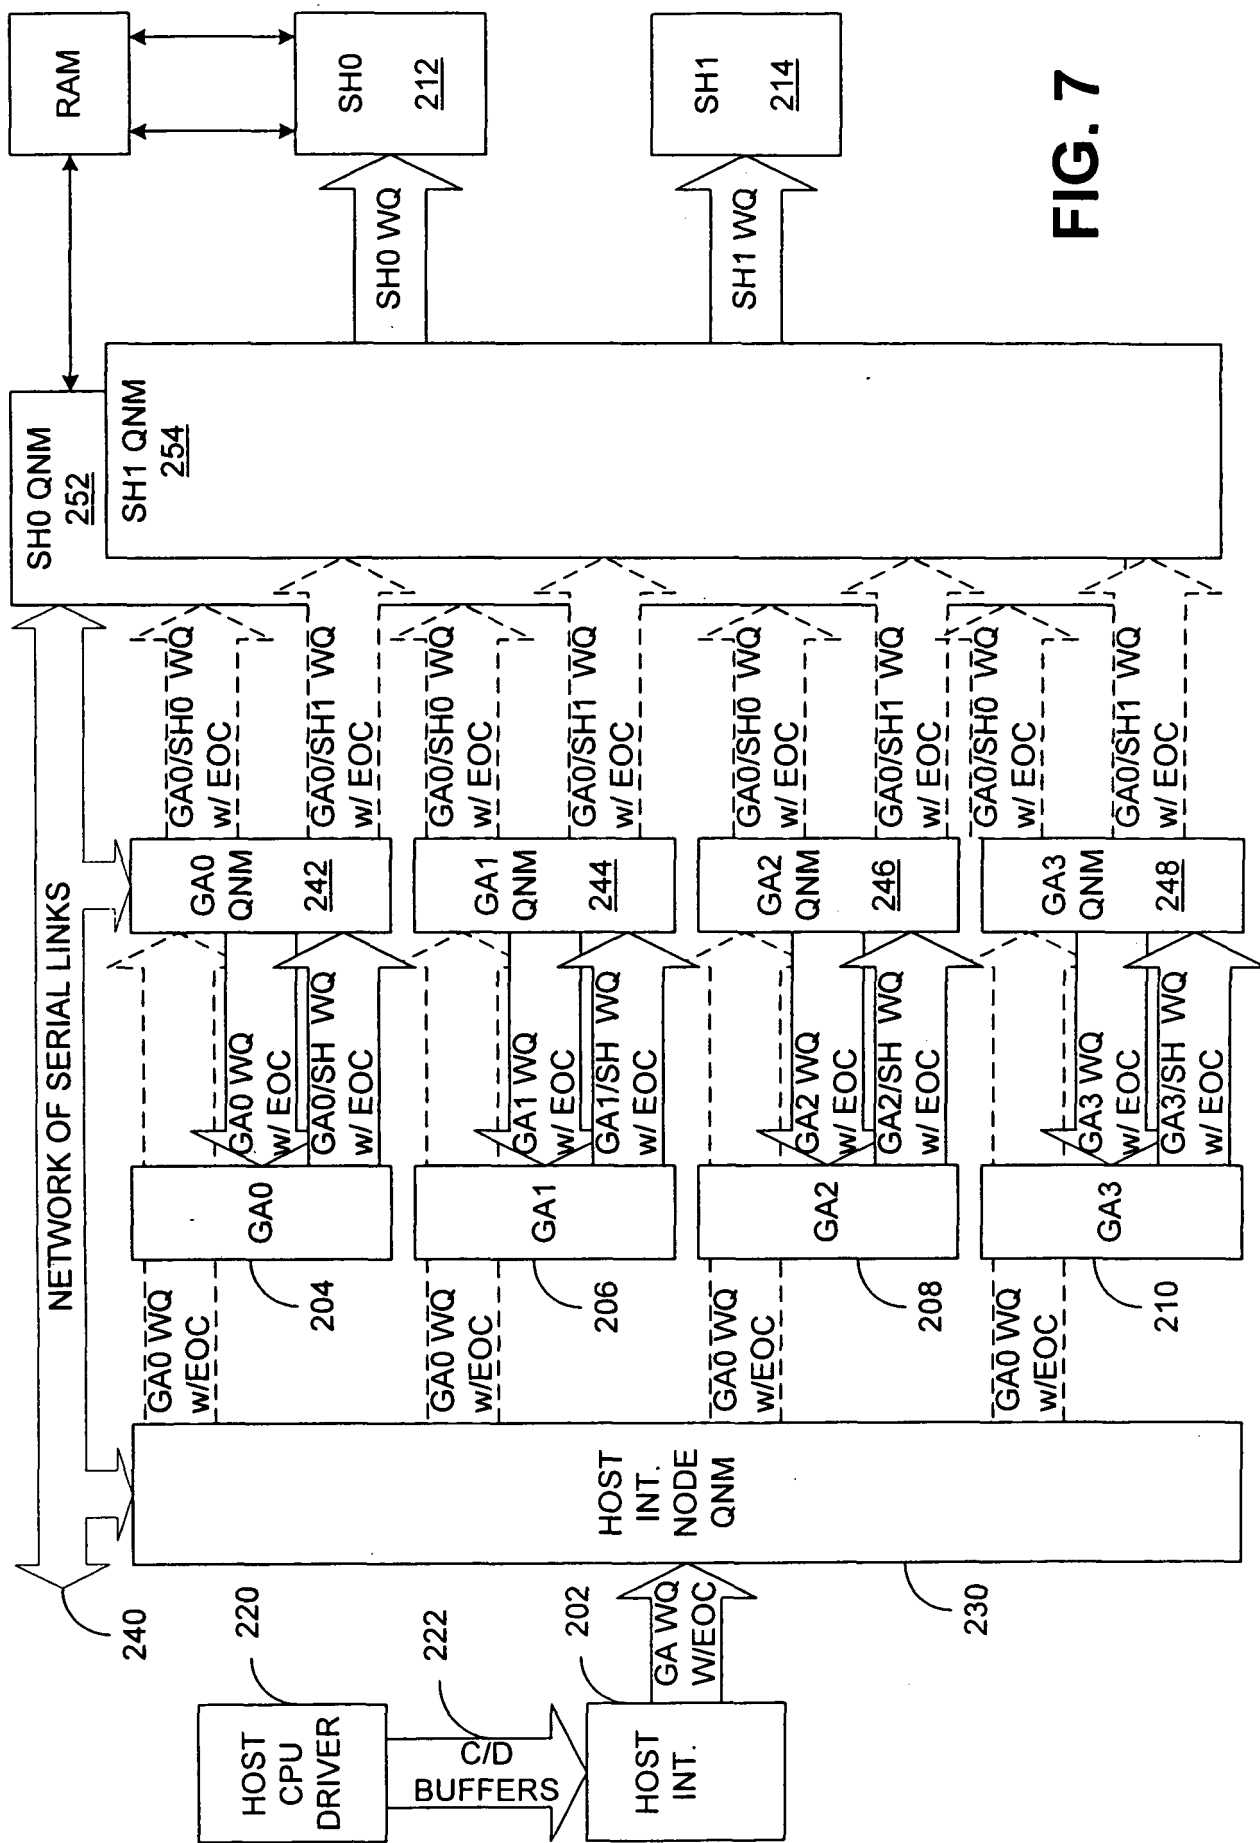 NETWORK OF SERIAL LINKS
240
HOST
CPU
DRIVER
220
C/D
BUFFERS
222
HOST
INT.
202
GA WQ
W/EOC
HOST
INT.
NODE
QNM
230
GA0 WQ
w/EOC
GA0
204
GA0 WQ
w/ EOC
GA0/SH WQ
w/ EOC
GA0
QNM
242
GA0/SH0 WQ
w/ EOC
GA0/SH1 WQ
w/ EOC
GA0 WQ
w/EOC
GA1
206
GA1 WQ
w/ EOC
GA1/SH WQ
w/ EOC
GA1
QNM
244
GA0/SH0 WQ
w/ EOC
GA0/SH1 WQ
w/ EOC
GA0 WQ
w/EOC
GA2
208
GA2 WQ
w/ EOC
GA2/SH WQ
w/ EOC
GA2
QNM
246
GA0/SH0 WQ
w/ EOC
GA0/SH1 WQ
w/ EOC
GA0 WQ
w/EOC
GA3
210
GA3 WQ
w/ EOC
GA3/SH WQ
w/ EOC
GA3
QNM
248
GA0/SH0 WQ
w/ EOC
GA0/SH1 WQ
w/ EOC
SH0 QNM
252
SH1 QNM
254
RAM
SH0 WQ
SH0
212
SH1 WQ
SH1
214
FIG. 7